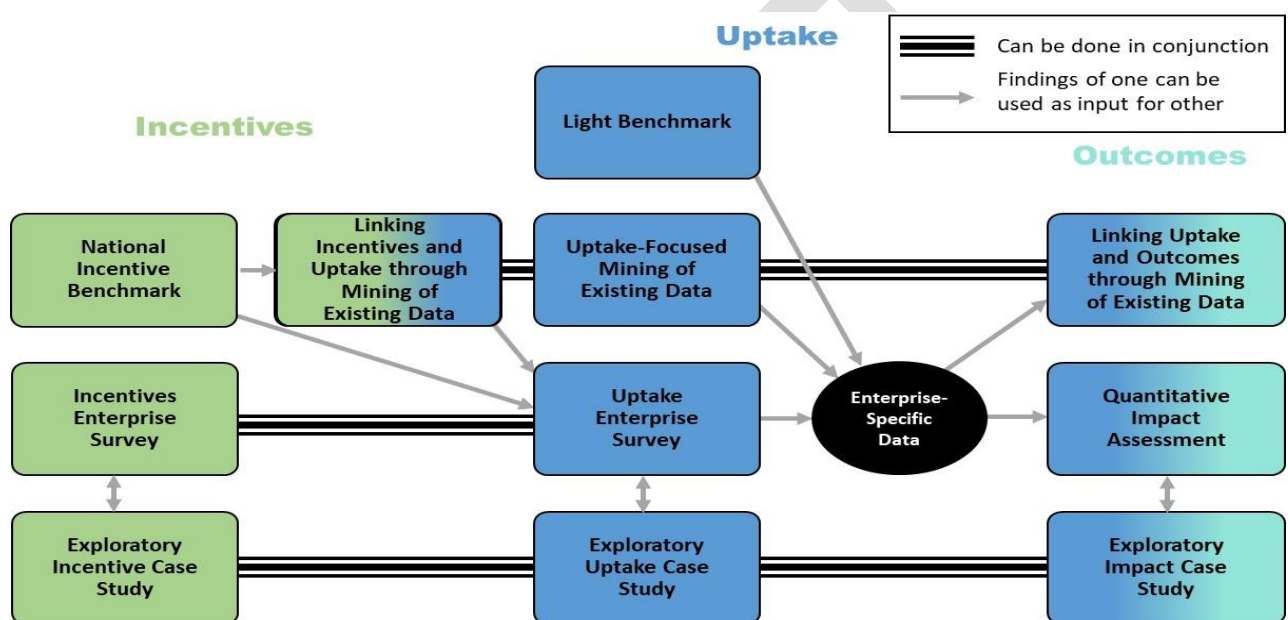 Uptake
Can be done in conjunction
Findings of one can be
used as input for other
Incentives
Light Benchmark
Outcomes
National
Incentive
Benchmark
Linking
Incentives and
Uptake through
Mining of
Existing Data
Uptake-Focused
Mining of
Existing Data
Linking Uptake
and Outcomes
through Mining
of Existing Data
Incentives
Enterprise
Survey
Uptake
Enterprise
Survey
Enterprise-
Specific
Data
Quantitative
Impact
Assessment
Exploratory
Incentive Case
Study
Exploratory
Uptake Case
Study
Exploratory
Impact Case
Study